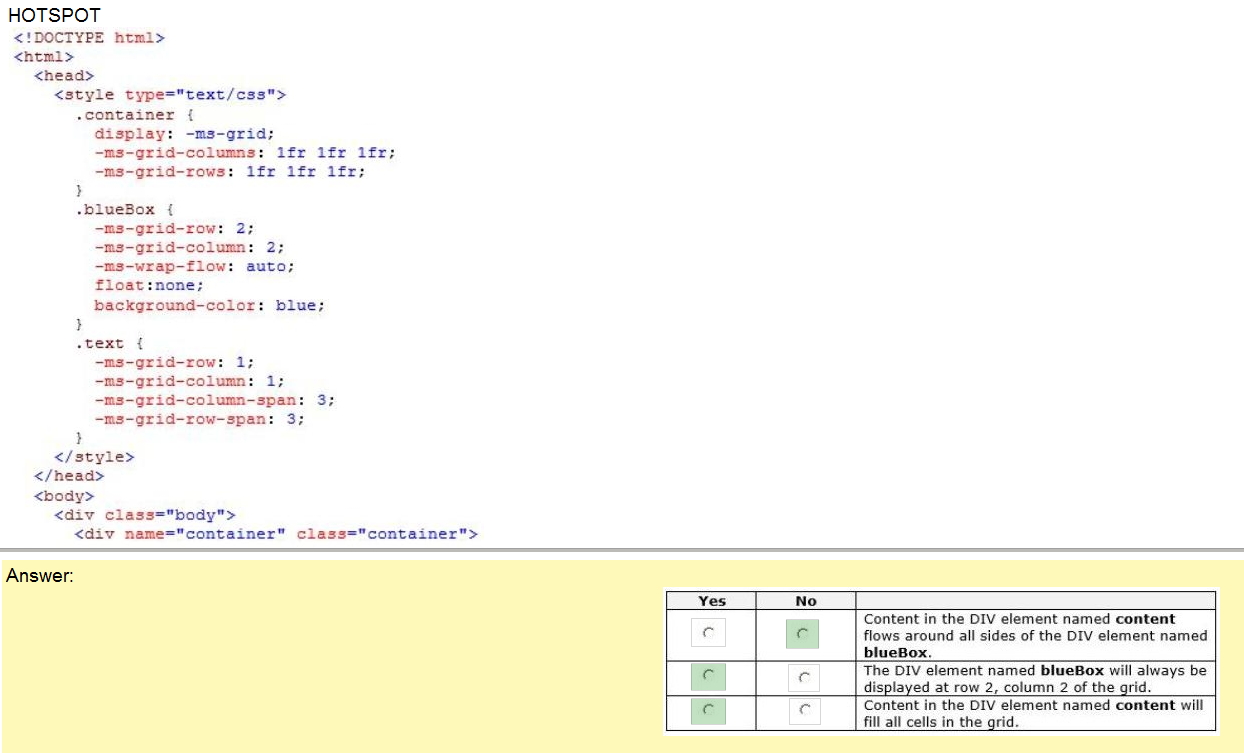 HOTSPOT
<!DOCTYPE html>
<html>
<head>
<style type="text/css">
.container {
display: -ms-grid;
-ms-grid-columns: 1fr 1fr 1fr;
-ms-grid-rows: 1fr 1fr 1fr;
}
.blueBox {
-ms-grid-row: 2;
-ms-grid-column: 2;
-ms-wrap-flow: auto;
float:none;
background-color: blue;
}
.text {
-ms-grid-row: 1;
-ms-grid-column: 1;
-ms-grid-column-span: 3;
-ms-grid-row-span: 3;
}
</style>
</head>
<body>
<div class="body">
<div name="container" class="container">
Answer:
Yes No
Content in the DIV element named content
flows around all sides of the DIV element named
blueBox.
The DIV element named blueBox will always be
displayed at row 2, column 2 of the grid.
Content in the DIV element named content will
fill all cells in the grid.